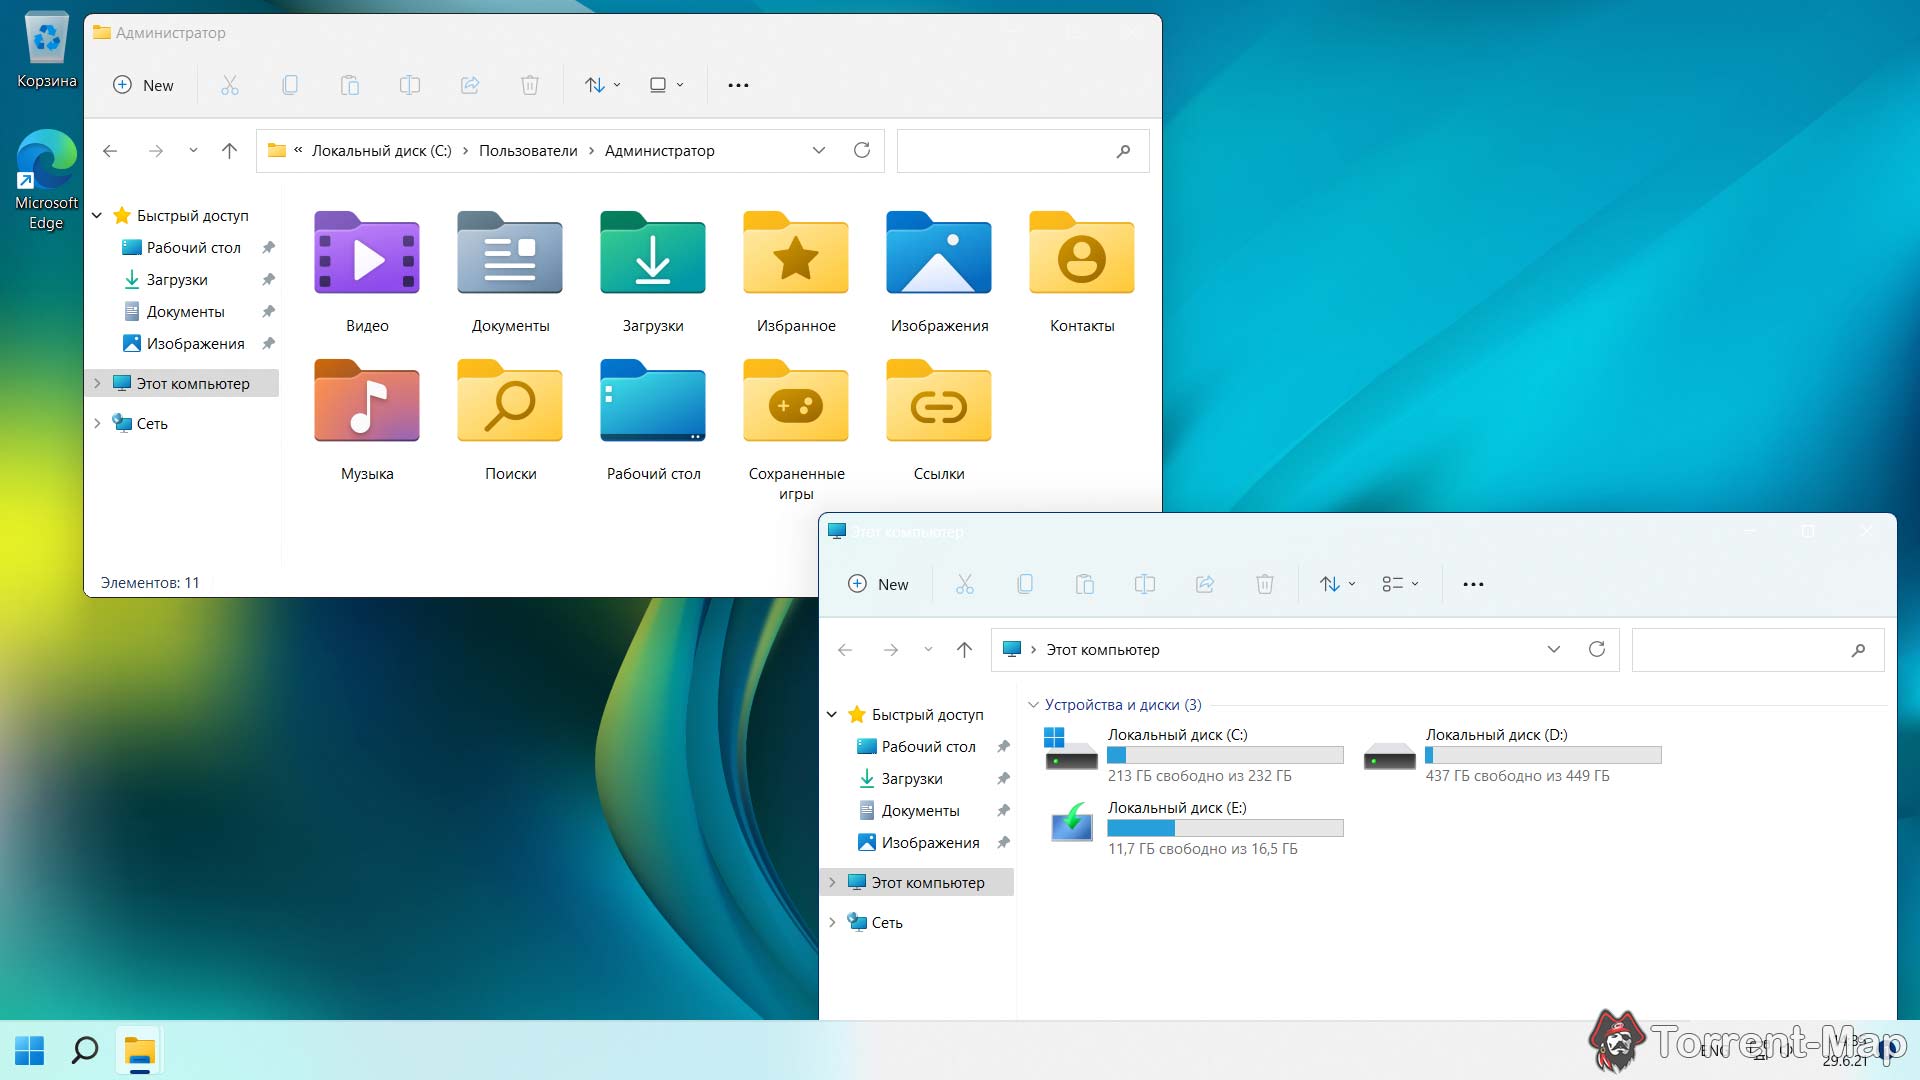 Корзина
Microsoft
Edge
Администратор
New
« Локальный диск (C:) › Пользователи › Администратор
Быстрый доступ
Рабочий стол
Загрузки
Документы
Изображения
Этот компьютер
Сеть
Видео
Документы
Загрузки
Избранное
Изображения
Контакты
Музыка
Поиски
Рабочий стол
Сохраненные
игры
Ссылки
Элементов: 11
Этот компьютер
New
› Этот компьютер
Быстрый доступ
Рабочий стол
Загрузки
Документы
Изображения
Этот компьютер
Сеть
Устройства и диски (3)
Локальный диск (C:)
213 ГБ свободно из 232 ГБ
Локальный диск (D:)
437 ГБ свободно из 449 ГБ
Локальный диск (E:)
11,7 ГБ свободно из 16,5 ГБ
Torrent-Map
ENG
29.6.21